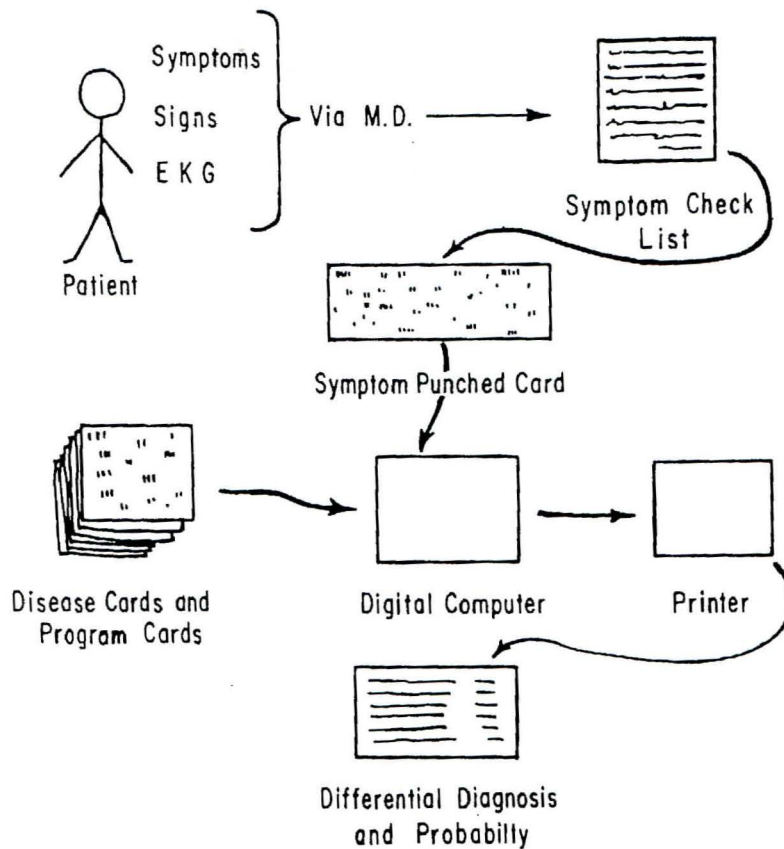 Symptoms
Signs
EKG
Via M.D.
Patient
Symptom Check
List
Symptom Punched Card
Disease Cards and
Program Cards
Digital Computer
Printer
Differential Diagnosis
and Probabilty